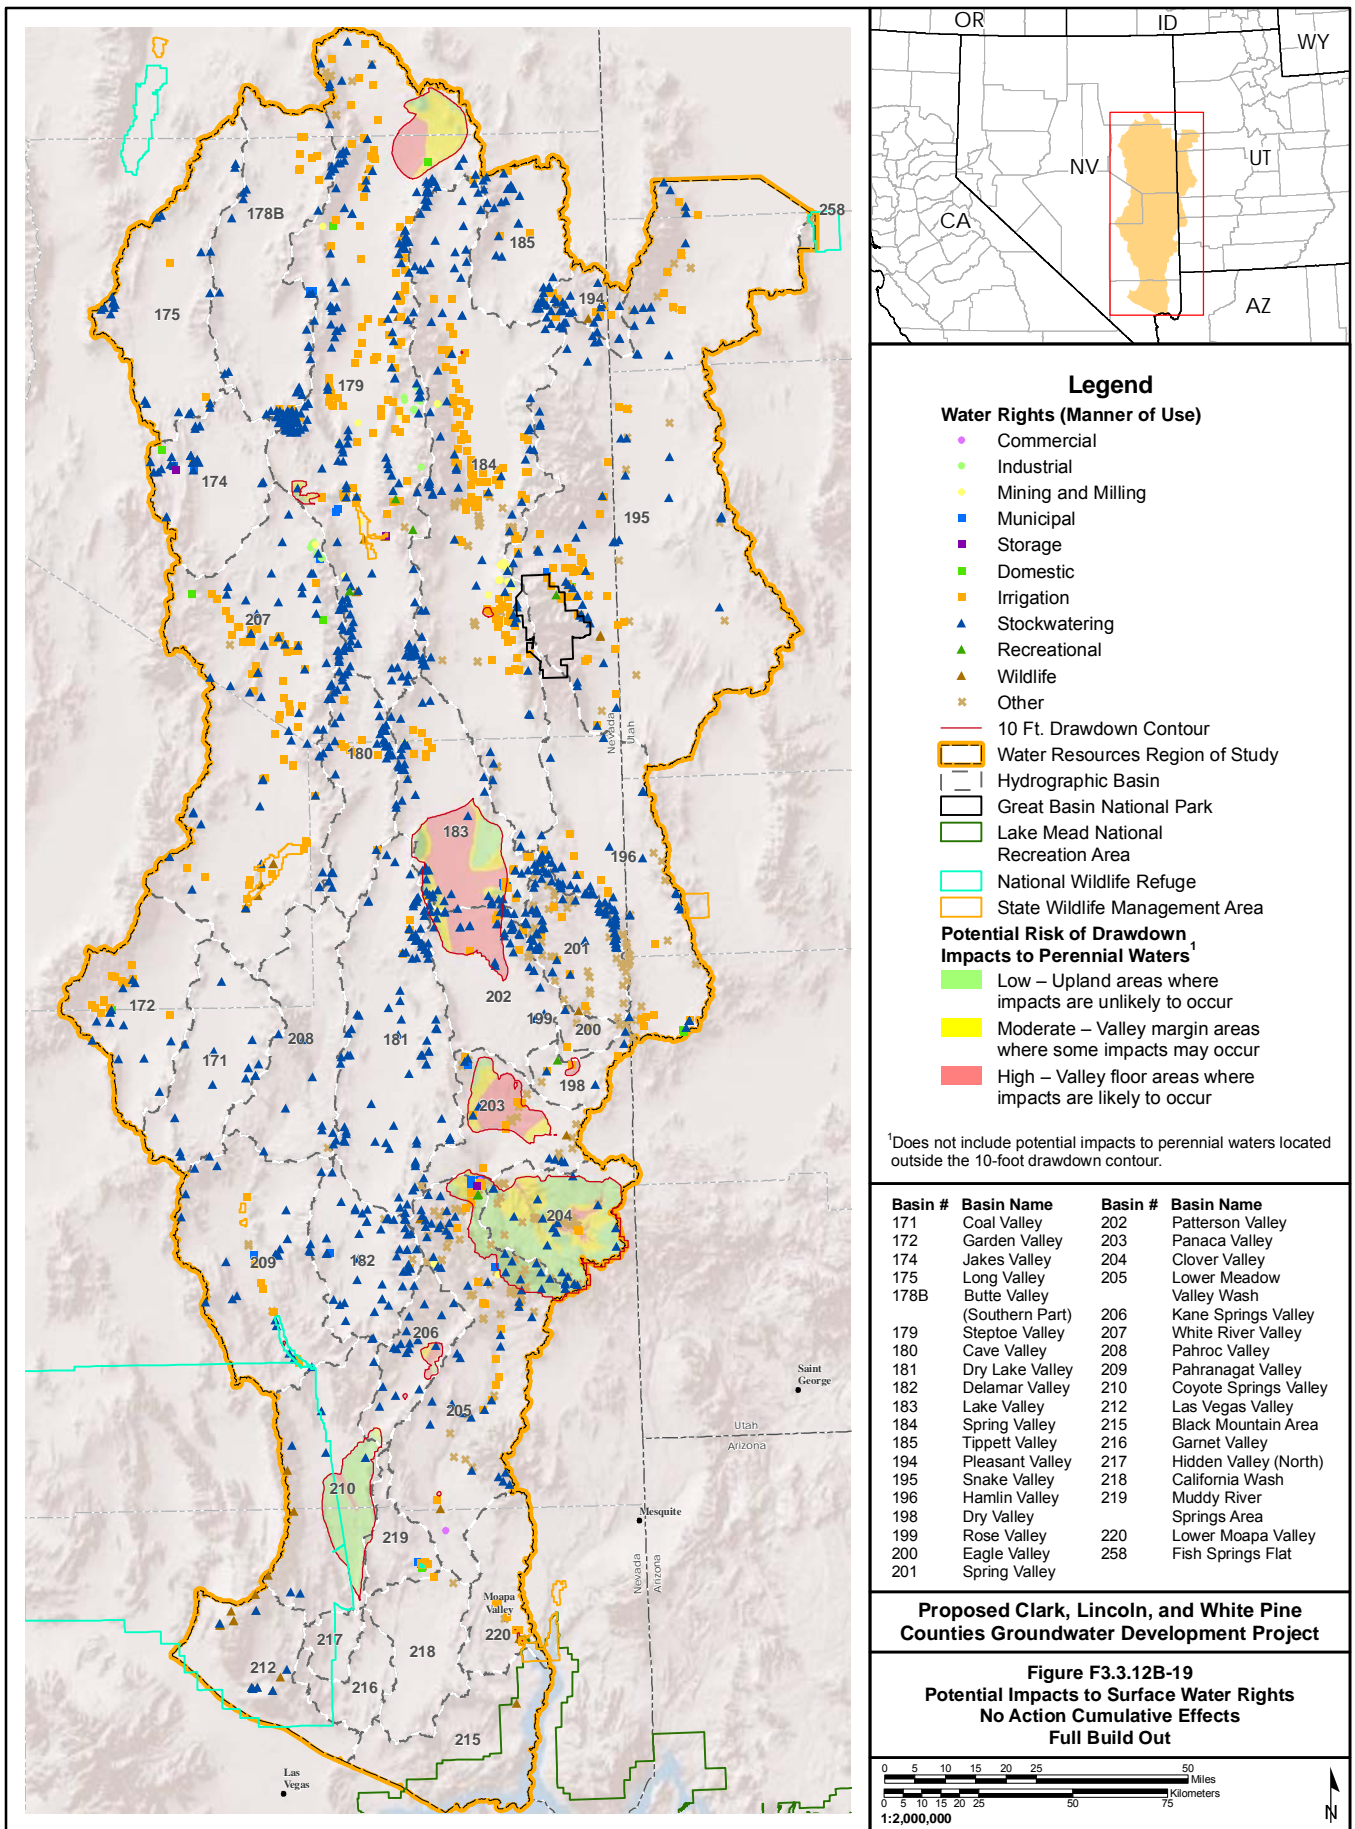 OR
ID
WY
NV
UT
CA
AZ
258
178B
185
194
175
179
184
174
195
207
180
Nevada
Utah
183
196
201
172
202
199
200
208
171
181
198
203
204
209
182
206
Saint
George
205
Utah
Arizona
210
Mesquite
219
Nevada
Arizona
Moapa
Valley
220
217
218
212
216
215
Las
Vegas
Legend
Water Rights (Manner of Use)
Commercial
Industrial
Mining and Milling
Municipal
Storage
Domestic
Irrigation
Stockwatering
Recreational
Wildlife
Other
10 Ft. Drawdown Contour
Water Resources Region of Study
Hydrographic Basin
Great Basin National Park
Lake Mead National
Recreation Area
National Wildlife Refuge
State Wildlife Management Area
Potential Risk of Drawdown
Impacts to Perennial Waters1
Low – Upland areas where
impacts are unlikely to occur
Moderate – Valley margin areas
where some impacts may occur
High – Valley floor areas where
impacts are likely to occur
1Does not include potential impacts to perennial waters located
outside the 10-foot drawdown contour.
Basin # Basin Name Basin # Basin Name
171 Coal Valley 202 Patterson Valley
172 Garden Valley 203 Panaca Valley
174 Jakes Valley 204 Clover Valley
175 Long Valley 205 Lower Meadow
178B Butte Valley Valley Wash
(Southern Part) 206 Kane Springs Valley
179 Steptoe Valley 207 White River Valley
180 Cave Valley 208 Pahroc Valley
181 Dry Lake Valley 209 Pahranagat Valley
182 Delamar Valley 210 Coyote Springs Valley
183 Lake Valley 212 Las Vegas Valley
184 Spring Valley 215 Black Mountain Area
185 Tippett Valley 216 Garnet Valley
194 Pleasant Valley 217 Hidden Valley (North)
195 Snake Valley 218 California Wash
196 Hamlin Valley 219 Muddy River
198 Dry Valley Springs Area
199 Rose Valley 220 Lower Moapa Valley
200 Eagle Valley 258 Fish Springs Flat
201 Spring Valley
Proposed Clark, Lincoln, and White Pine
Counties Groundwater Development Project
Figure F3.3.12B-19
Potential Impacts to Surface Water Rights
No Action Cumulative Effects
Full Build Out
0 5 10 15 20 25 50
Miles
Kilometers
0 5 10 15 20 25 50 75
1:2,000,000
N